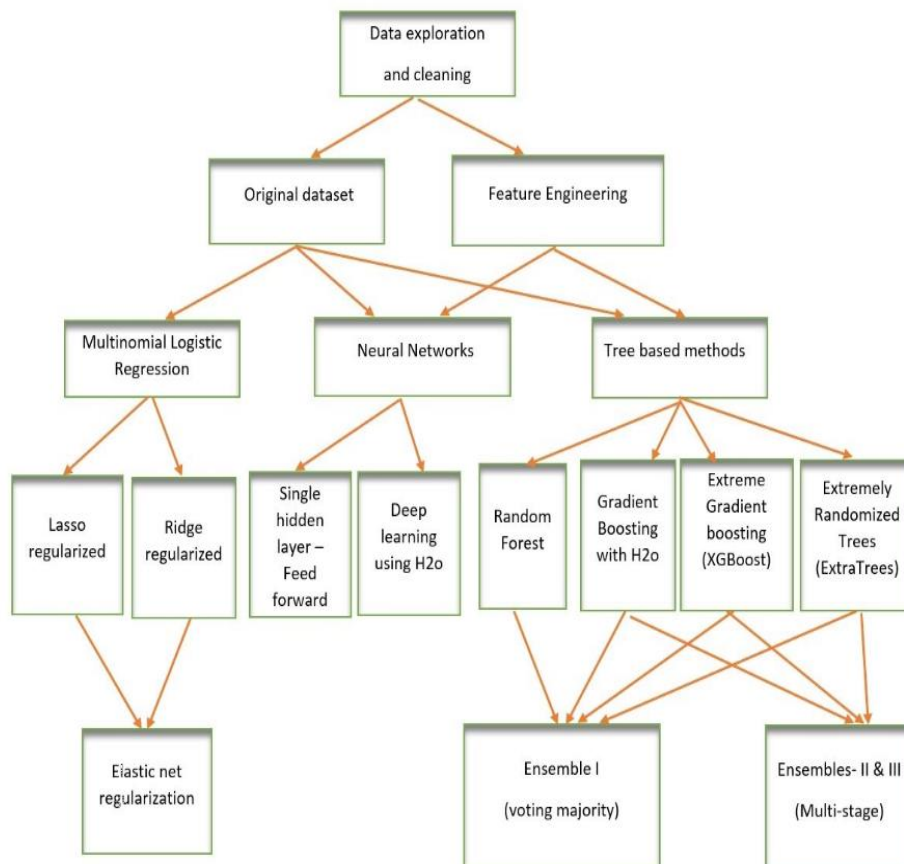 Data exploration
and cleaning
Original dataset
Feature Engineering
Multinomial Logistic
Regression
Neural Networks
Tree based methods
Lasso
regularized
Ridge
regularized
Single
hidden
layer –
Feed
forward
Deep
learning
using H2o
Random
Forest
Gradient
Boosting
with H2o
Extreme
Gradient
boosting
(XGBoost)
Extremely
Randomized
Trees
(ExtraTrees)
Eiastic net
regularization
Ensemble I
(voting majority)
Ensembles- II & III
(Multi-stage)